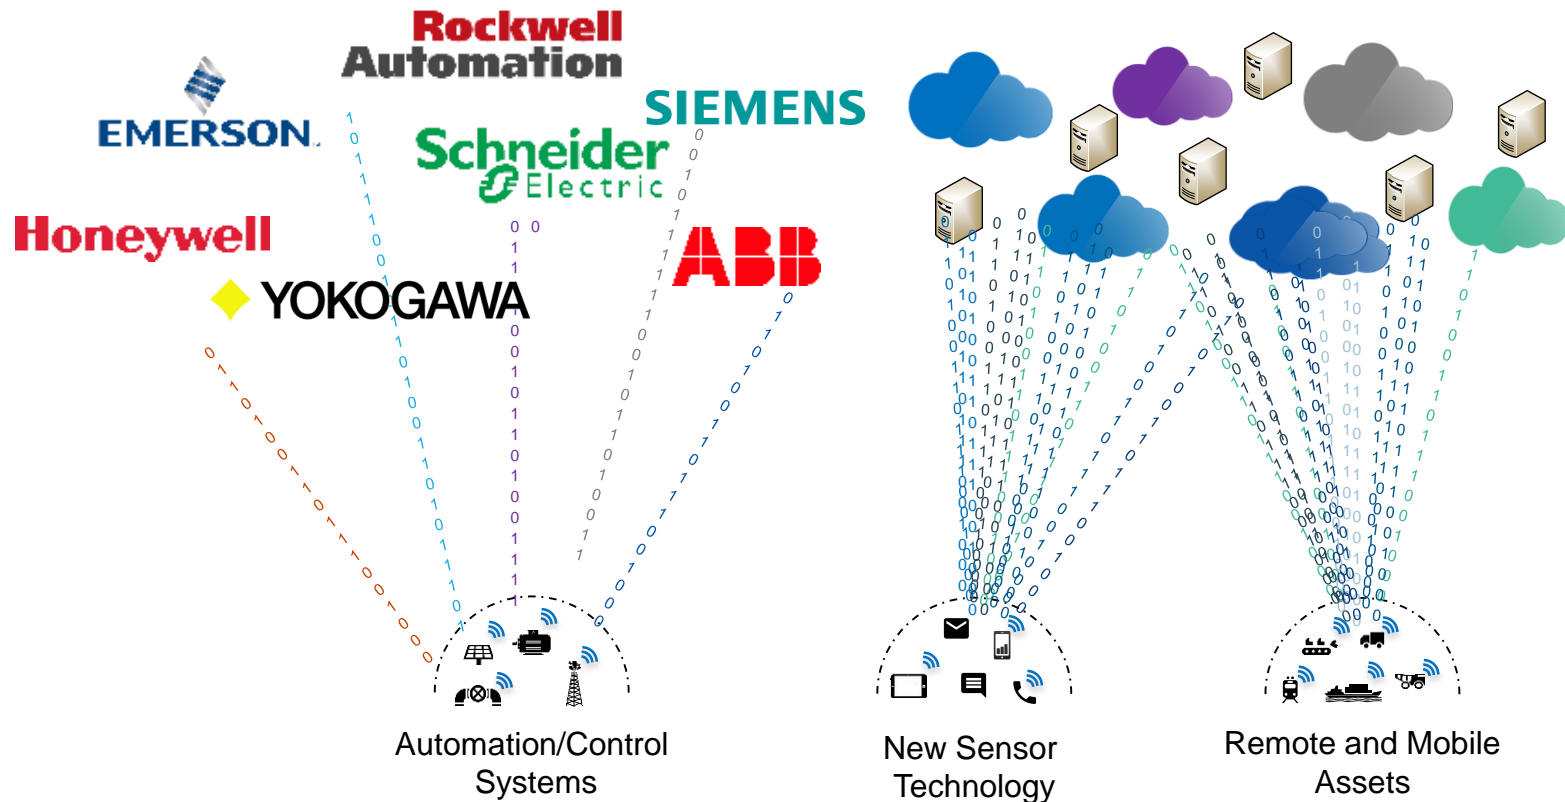 Rockwell
Automation
EMERSON
SIEMENS
Schneider
Electric
Honeywell
ABB
YOKOGAWA
Automation/Control
Systems
New Sensor
Technology
Remote and Mobile
Assets